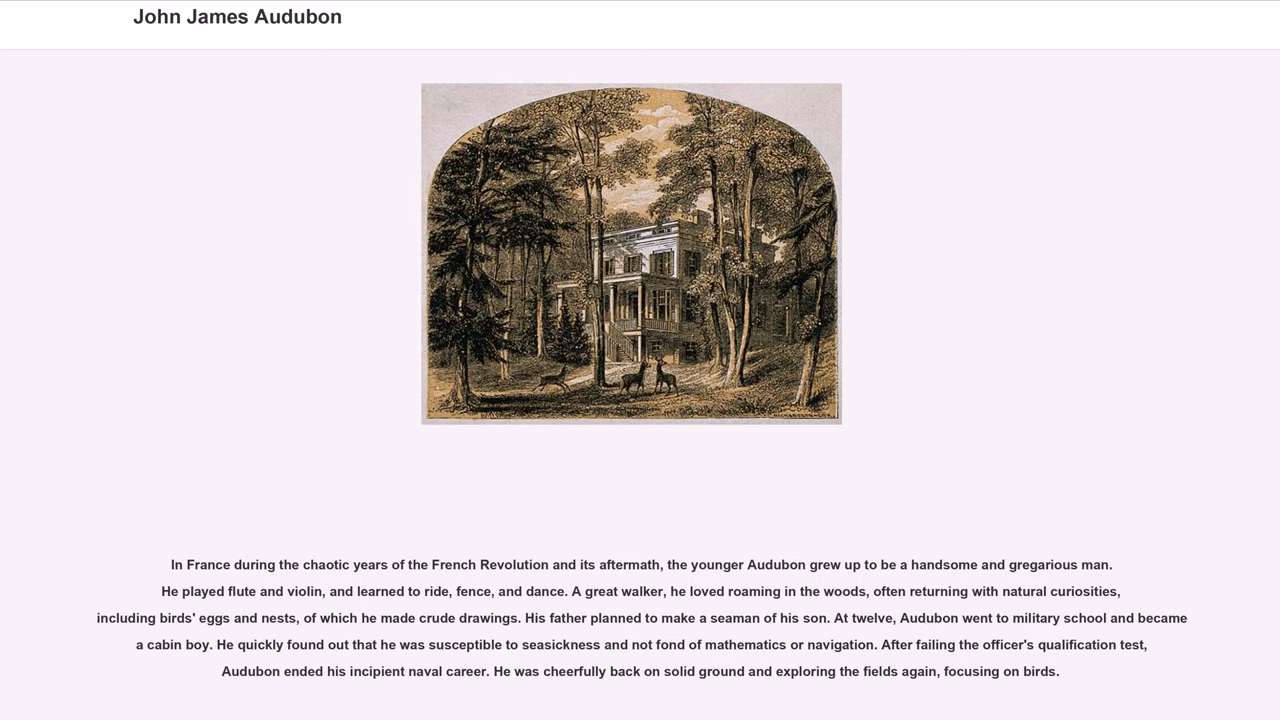 John James Audubon
In France during the chaotic years of the French Revolution and its aftermath, the younger Audubon grew up to be a handsome and gregarious man.
He played flute and violin, and learned to ride, fence, and dance. A great walker, he loved roaming in the woods, often returning with natural curiosities,
including birds' eggs and nests, of which he made crude drawings. His father planned to make a seaman of his son. At twelve, Audubon went to military school and became
a cabin boy. He quickly found out that he was susceptible to seasickness and not fond of mathematics or navigation. After failing the officer's qualification test,
Audubon ended his incipient naval career. He was cheerfully back on solid ground and exploring the fields again, focusing on birds.